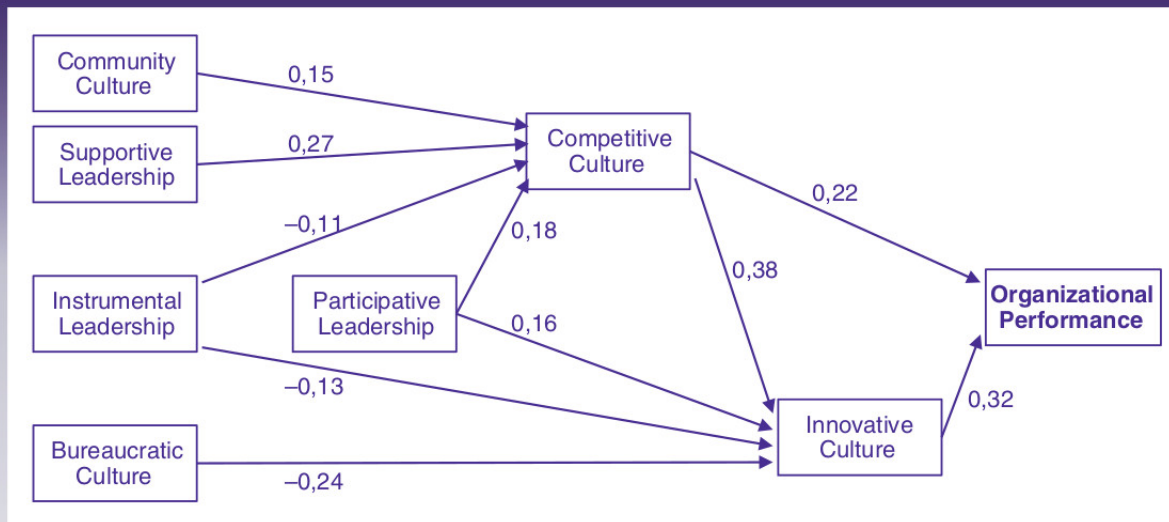 Community
Culture
0,15
Supportive
Leadership
0,27
Competitive
Culture
–0,11
0,18
0,22
0,38
Instrumental
Leadership
Participative
Leadership
0,16
Organizational
Performance
–0,13
0,32
Innovative
Culture
Bureaucratic
Culture
–0,24